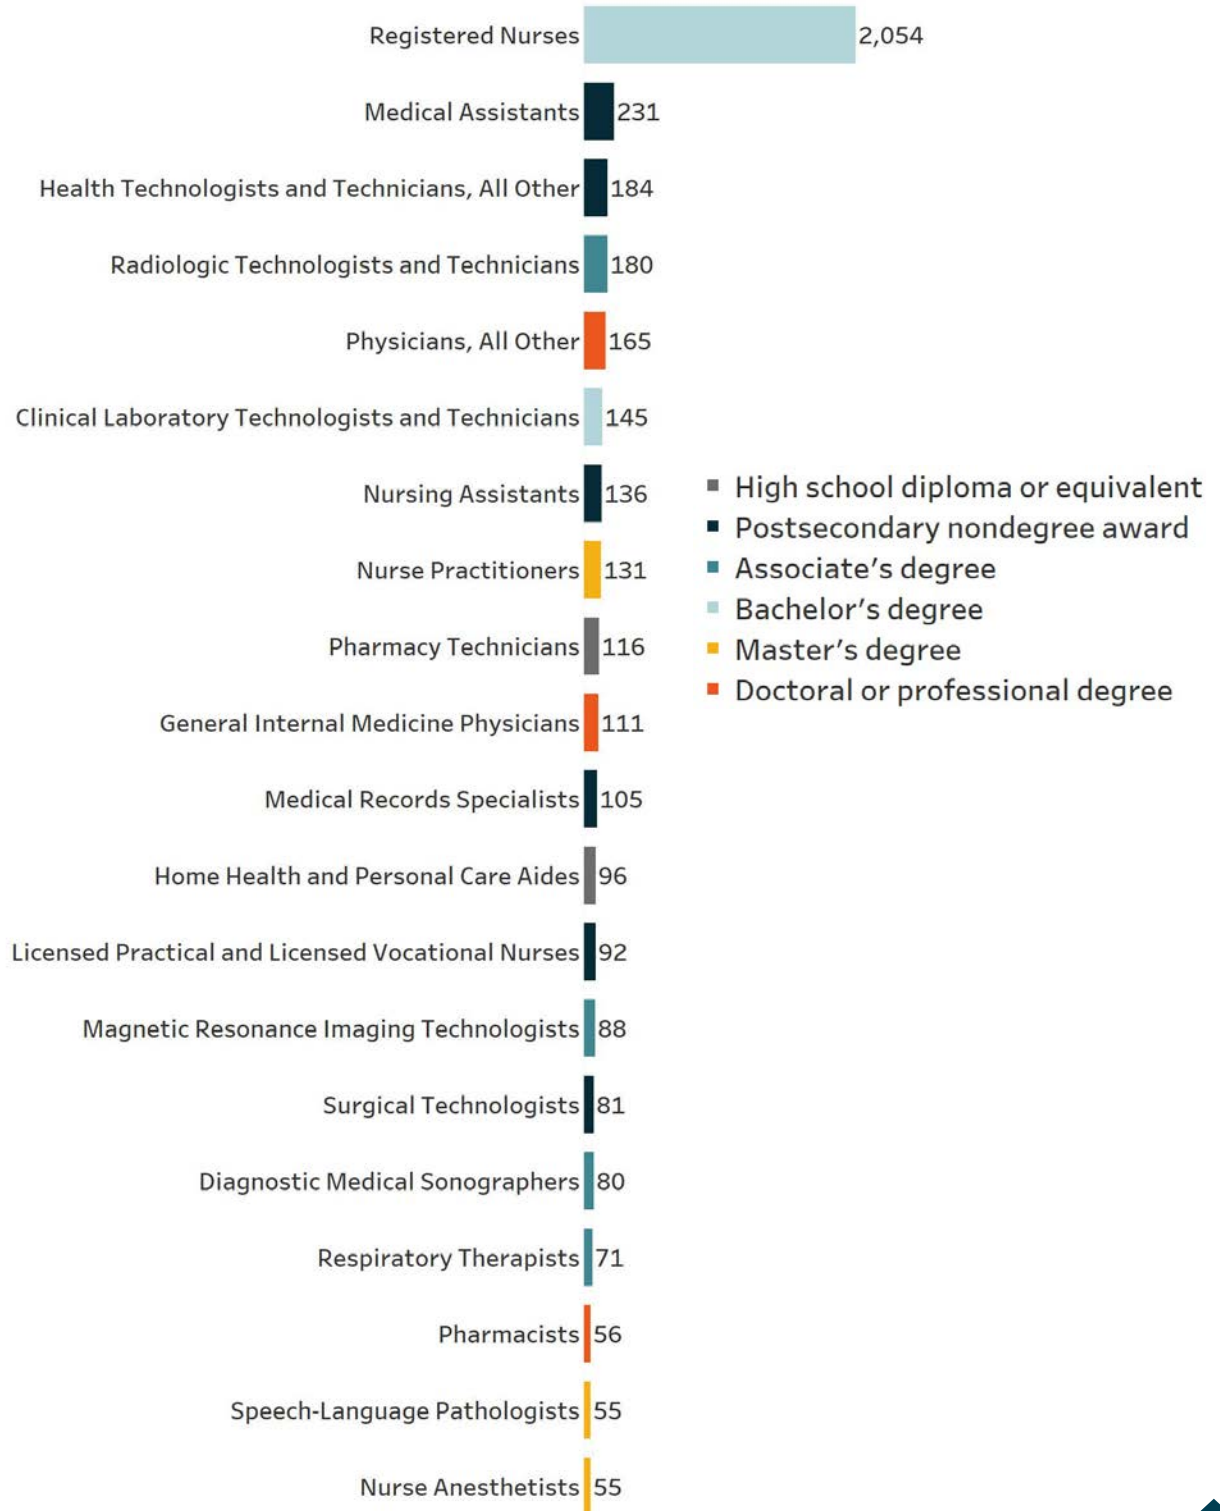 Registered Nurses 2,054
Medical Assistants 231
Health Technologists and Technicians, All Other 184
Radiologic Technologists and Technicians 180
Physicians, All Other 165
Clinical Laboratory Technologists and Technicians 145
Nursing Assistants 136
Nurse Practitioners 131
Pharmacy Technicians 116
General Internal Medicine Physicians 111
Medical Records Specialists 105
Home Health and Personal Care Aides 96
Licensed Practical and Licensed Vocational Nurses 92
Magnetic Resonance Imaging Technologists 88
Surgical Technologists 81
Diagnostic Medical Sonographers 80
Respiratory Therapists 71
Pharmacists 56
Speech-Language Pathologists 55
Nurse Anesthetists 55
High school diploma or equivalent
Postsecondary nondegree award
Associate's degree
Bachelor's degree
Master's degree
Doctoral or professional degree